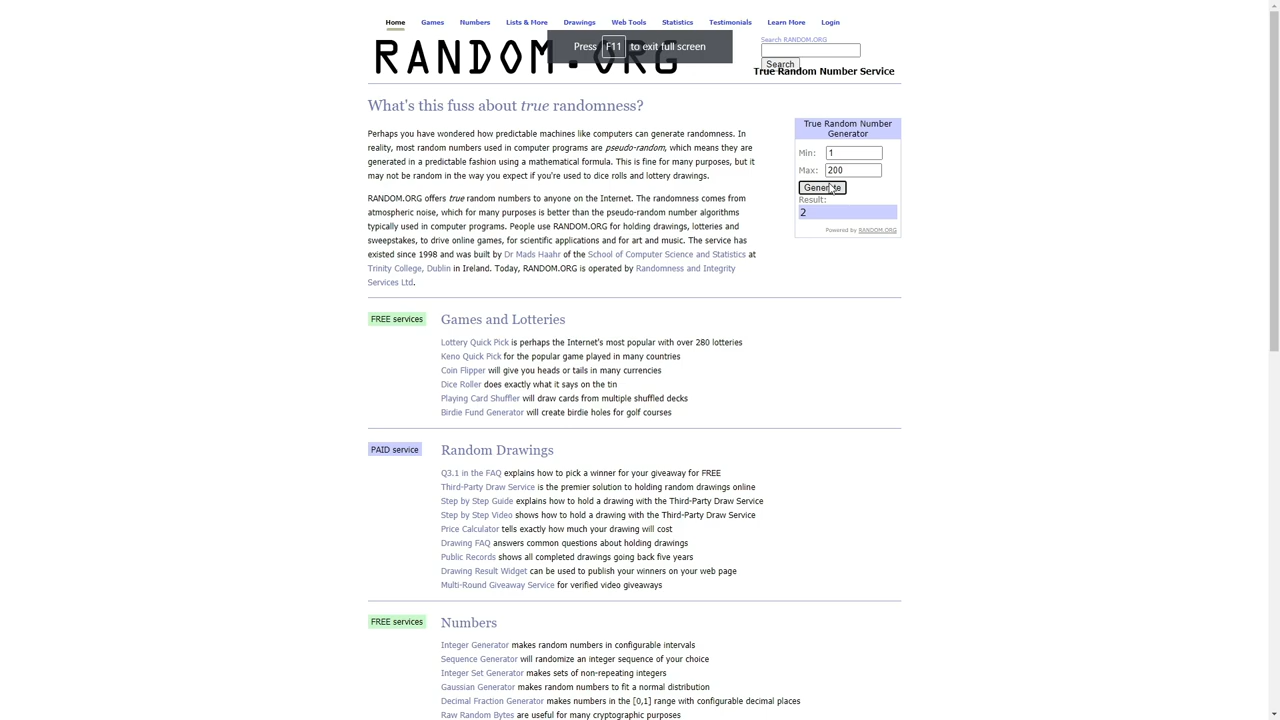 Home Games Numbers Lists & More Drawings Web Tools Statistics Testimonials Learn More Login
Press F11 to exit full screen
RANDOM.ORG
Search RANDOM.ORG
Search
True Random Number Service
What's this fuss about true randomness?
Perhaps you have wondered how predictable machines like computers can generate randomness. In
reality, most random numbers used in computer programs are pseudo-random, which means they are
generated in a predictable fashion using a mathematical formula. This is fine for many purposes, but it
may not be random in the way you expect if you're used to dice rolls and lottery drawings.
RANDOM.ORG offers true random numbers to anyone on the Internet. The randomness comes from
atmospheric noise, which for many purposes is better than the pseudo-random number algorithms
typically used in computer programs. People use RANDOM.ORG for holding drawings, lotteries and
sweepstakes, to drive online games, for scientific applications and for art and music. The service has
existed since 1998 and was built by Dr Mads Haahr of the School of Computer Science and Statistics at
Trinity College, Dublin in Ireland. Today, RANDOM.ORG is operated by Randomness and Integrity
Services Ltd.
True Random Number
Generator
Min: 1
Max: 200
Generate
Result:
2
Powered by RANDOM.ORG
FREE services
Games and Lotteries
Lottery Quick Pick is perhaps the Internet's most popular with over 280 lotteries
Keno Quick Pick for the popular game played in many countries
Coin Flipper will give you heads or tails in many currencies
Dice Roller does exactly what it says on the tin
Playing Card Shuffler will draw cards from multiple shuffled decks
Birdie Fund Generator will create birdie holes for golf courses
PAID service
Random Drawings
Q3.1 in the FAQ explains how to pick a winner for your giveaway for FREE
Third-Party Draw Service is the premier solution to holding random drawings online
Step by Step Guide explains how to hold a drawing with the Third-Party Draw Service
Step by Step Video shows how to hold a drawing with the Third-Party Draw Service
Price Calculator tells exactly how much your drawing will cost
Drawing FAQ answers common questions about holding drawings
Public Records shows all completed drawings going back five years
Drawing Result Widget can be used to publish your winners on your web page
Multi-Round Giveaway Service for verified video giveaways
FREE services
Numbers
Integer Generator makes random numbers in configurable intervals
Sequence Generator will randomize an integer sequence of your choice
Integer Set Generator makes sets of non-repeating integers
Gaussian Generator makes random numbers to fit a normal distribution
Decimal Fraction Generator makes numbers in the [0,1] range with configurable decimal places
Raw Random Bytes are useful for many cryptographic purposes